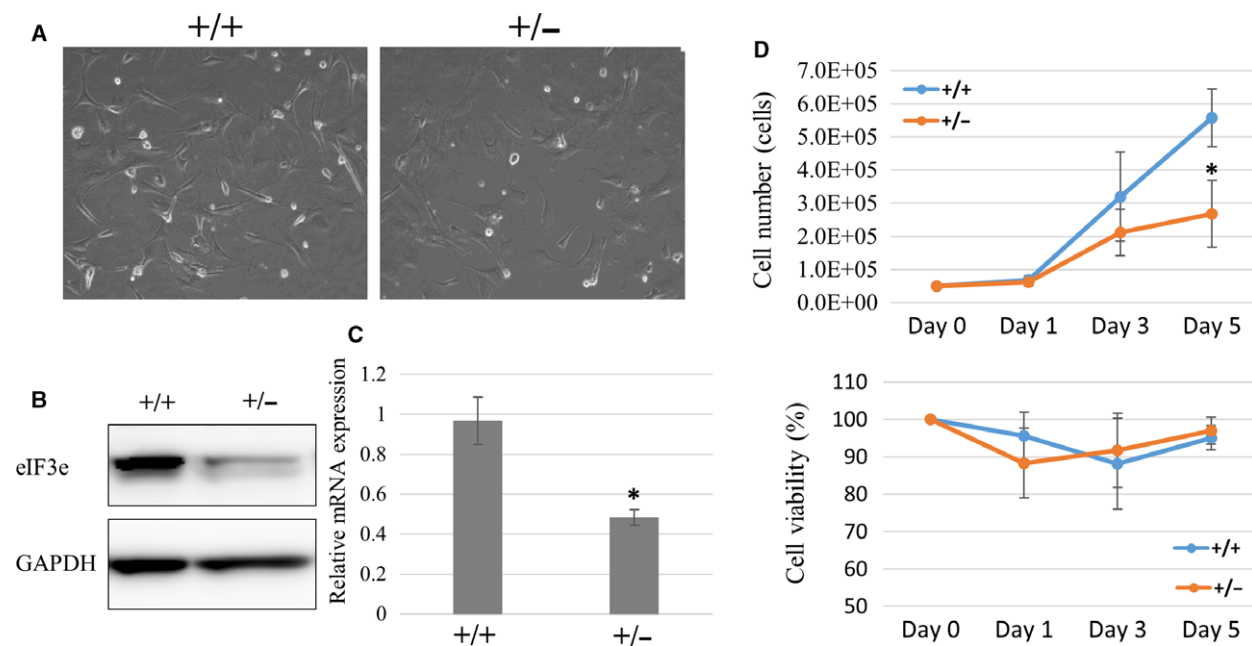 A
+/+
+/−
B
+/+
+/−
eIF3e
GAPDH
C
Relative mRNA expression
1.2
1
0.8
0.6
0.4
0.2
0
*
+/+
+/−
D
Cell number (cells)
7.0E+05
6.0E+05
5.0E+05
4.0E+05
3.0E+05
2.0E+05
1.0E+05
0.0E+00
+/+
+/−
*
Day 0 Day 1 Day 3 Day 5
Cell viability (%)
110
100
90
80
70
60
50
+/+
+/−
Day 0 Day 1 Day 3 Day 5